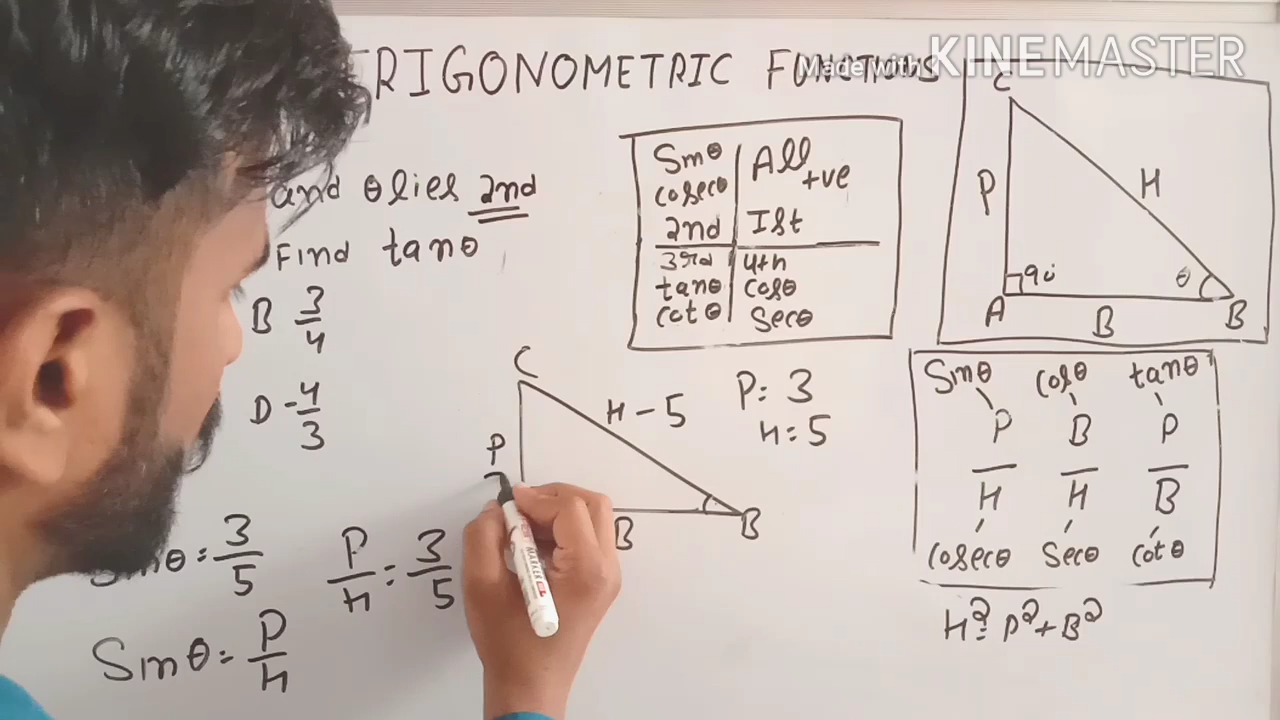 TRIGONOMETRIC FUNCTIONS
Made with KINEMASTER
and θ lies 2nd
Find tanθ
B 3/4
D -4/3
Sinθ = 3/5
P/H = 3/5
Sinθ = P/H
Sinθ
cosecθ
2nd
All +ve
Ist
3rd
tanθ
cotθ
4th
cosθ
Secθ
C
H - 5
P
B
B
P: 3
H = 5
C
P
H
90°
θ
A
B
B
Sinθ cosθ tanθ
P B P
H H B
cosecθ Secθ cotθ
H² = P² + B²